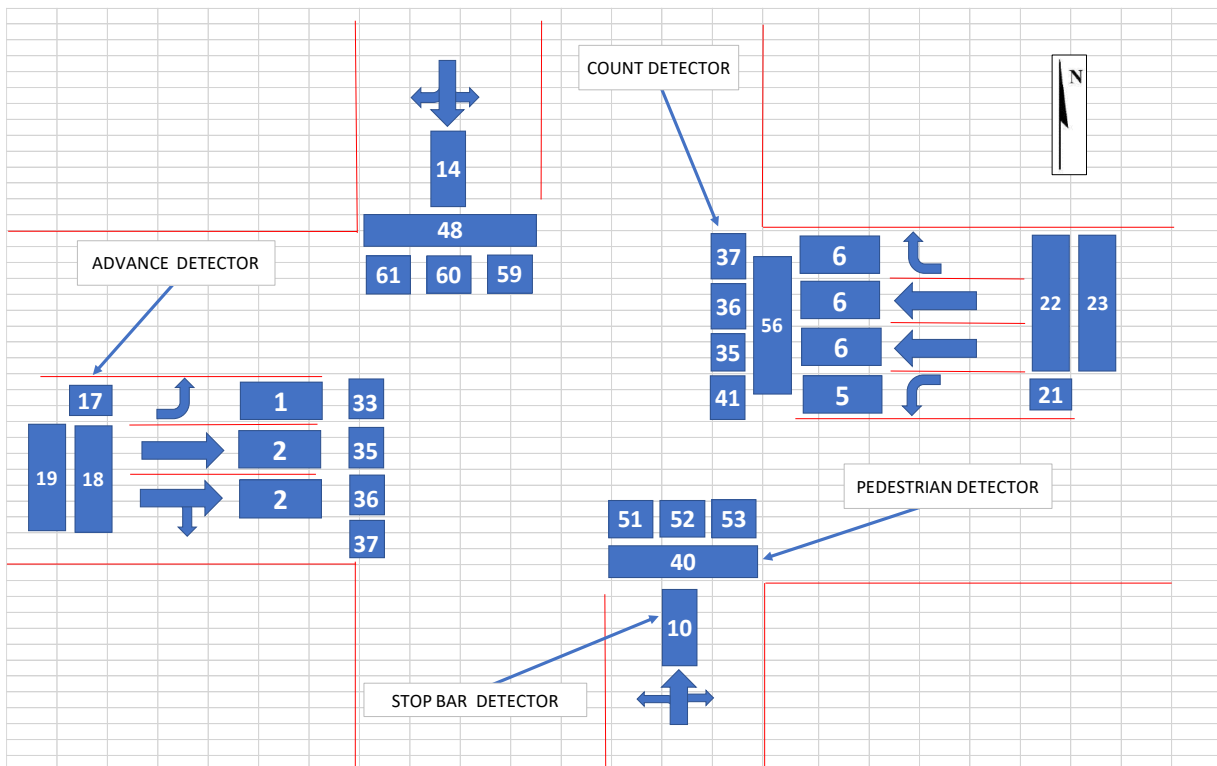 COUNT DETECTOR
N
14
48
61 60 59
ADVANCE DETECTOR
37 6
36 6 22 23
56
35 6
41 5 21
17 1 33
2 35
19 18
2 36
37
PEDESTRIAN DETECTOR
51 52 53
40
10
STOP BAR DETECTOR